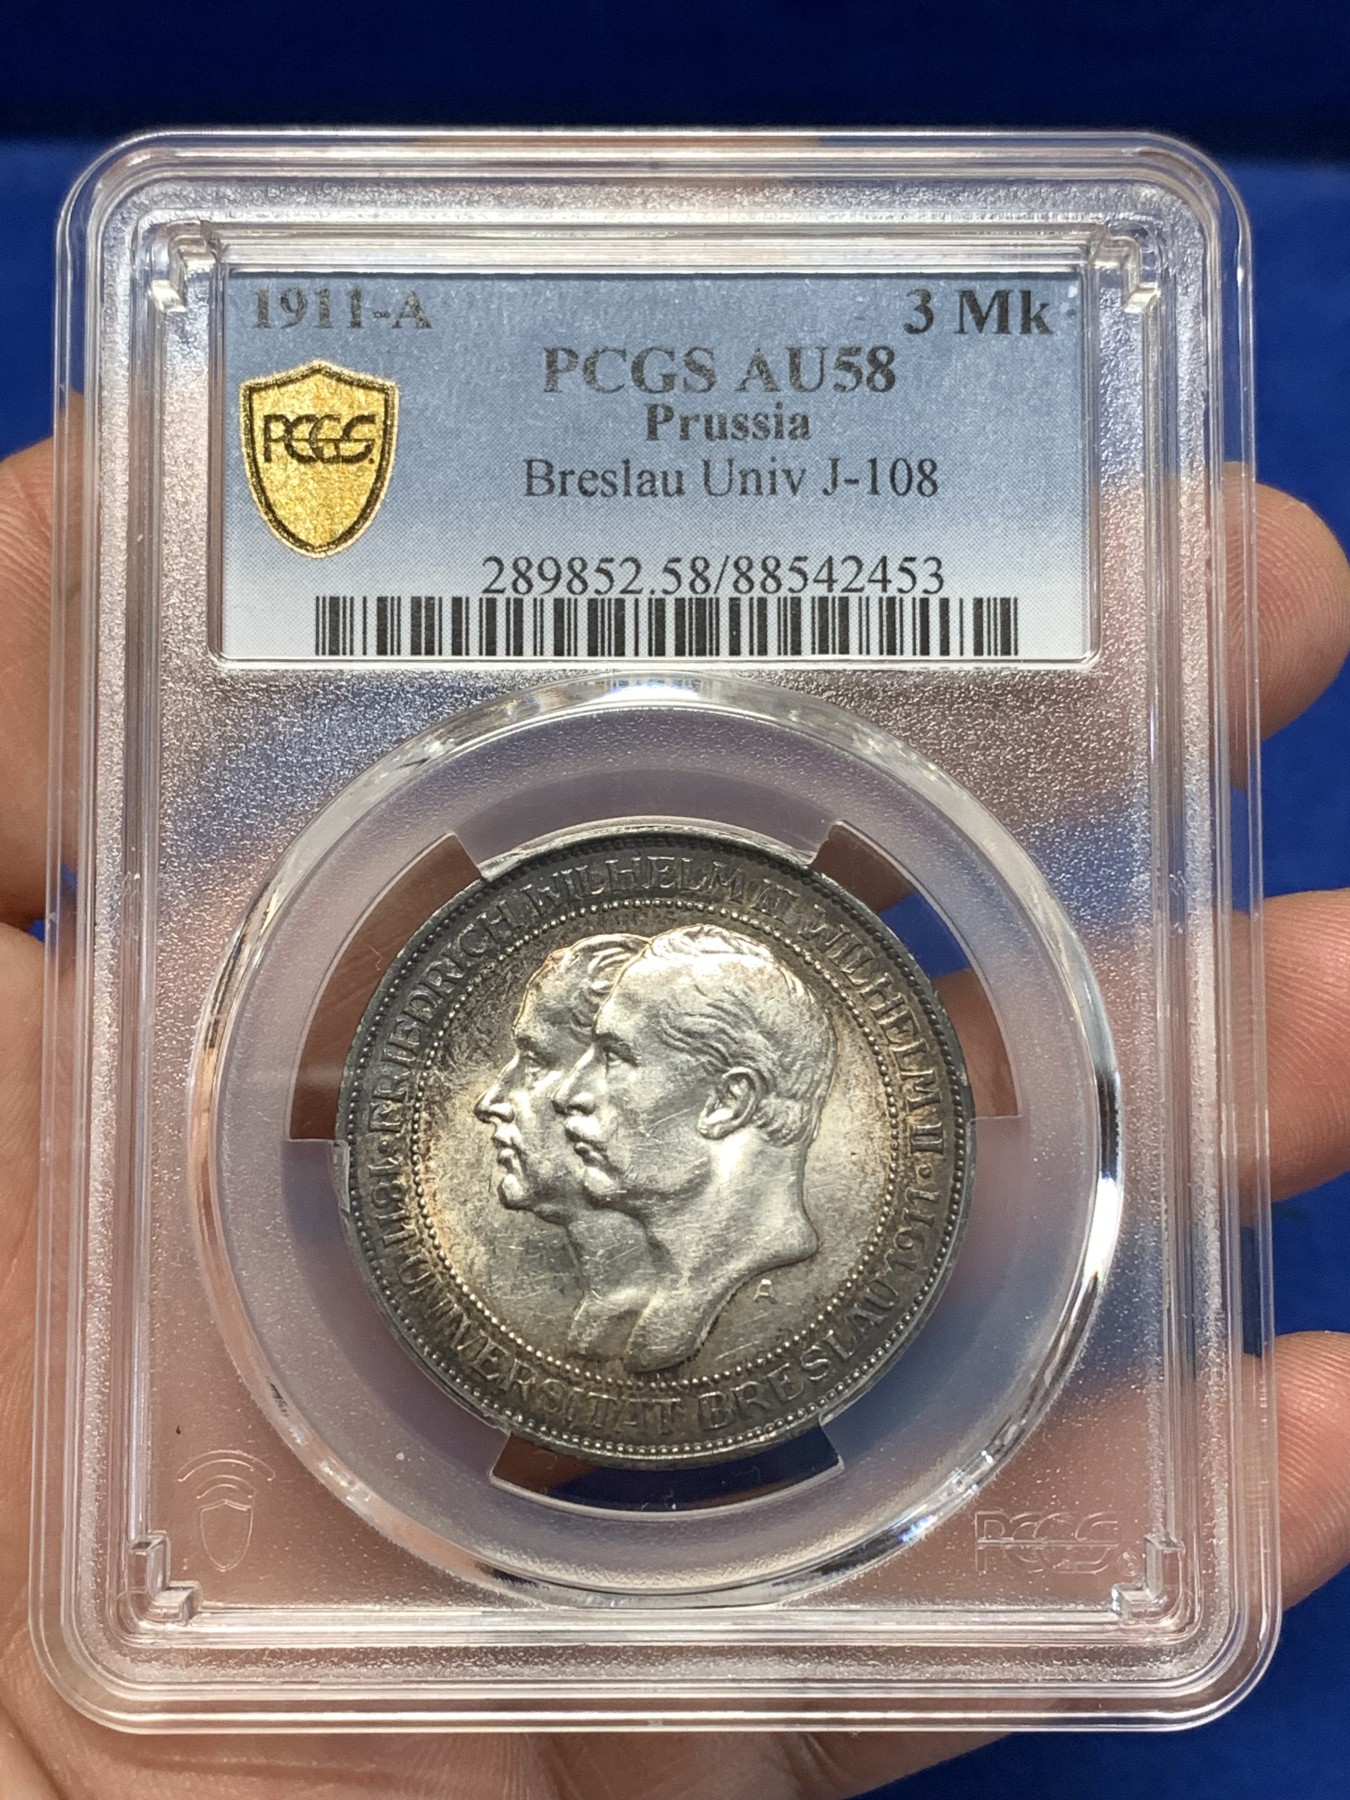 1911-A
3 Mk
PCGS AU58
PCGS
Prussia
Breslau Univ J-108
289852.58/88542453
1811·FRIEDRICH WILHELM III WILHELM II·1911
UNIVERSITÄT BRESLAU
A
PCGS